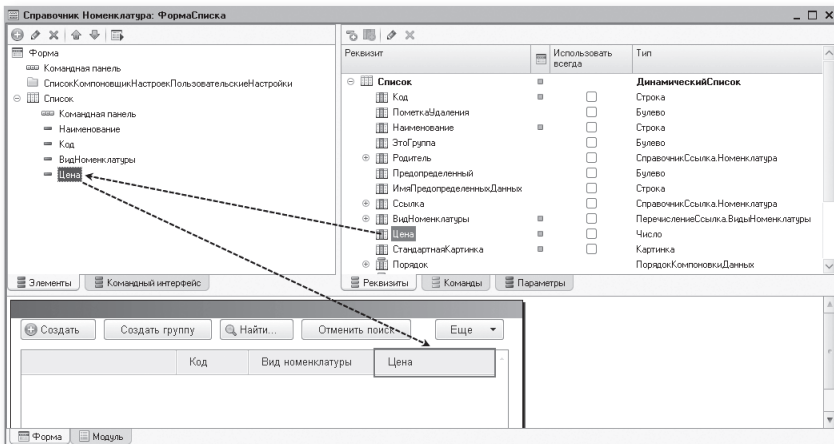 Справочник Номенклатура: ФормаСписка
Форма
Командная панель
СписокКомпоновщикНастроекПользовательскиеНастройки
Список
Командная панель
Наименование
Код
ВидНоменклатуры
Цена
Элементы
Командный интерфейс
Реквизит
Использовать
всегда
Тип
Список ДинамическийСписок
Код Строка
ПометкаУдаления Булево
Наименование Строка
ЭтоГруппа Булево
Родитель СправочникСсылка.Номенклатура
Предопределенный Булево
ИмяПредопределенныхДанных Строка
Ссылка СправочникСсылка.Номенклатура
ВидНоменклатуры ПеречислениеСсылка.ВидыНоменклатуры
Цена Число
СтандартнаяКартинка Картинка
Порядок ПорядокКомпоновкиДанных
Реквизиты
Команды
Параметры
Создать
Создать группу
Найти...
Отменить поиск
Еще
Код
Вид номенклатуры
Цена
Форма
Модуль